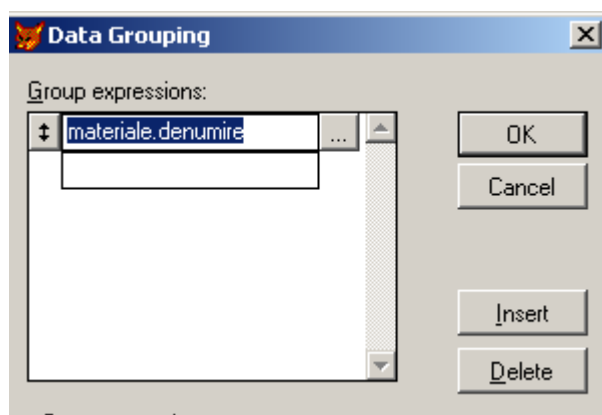 Data Grouping
Group expressions:
materiale.denumire
...
OK
Cancel
Insert
Delete